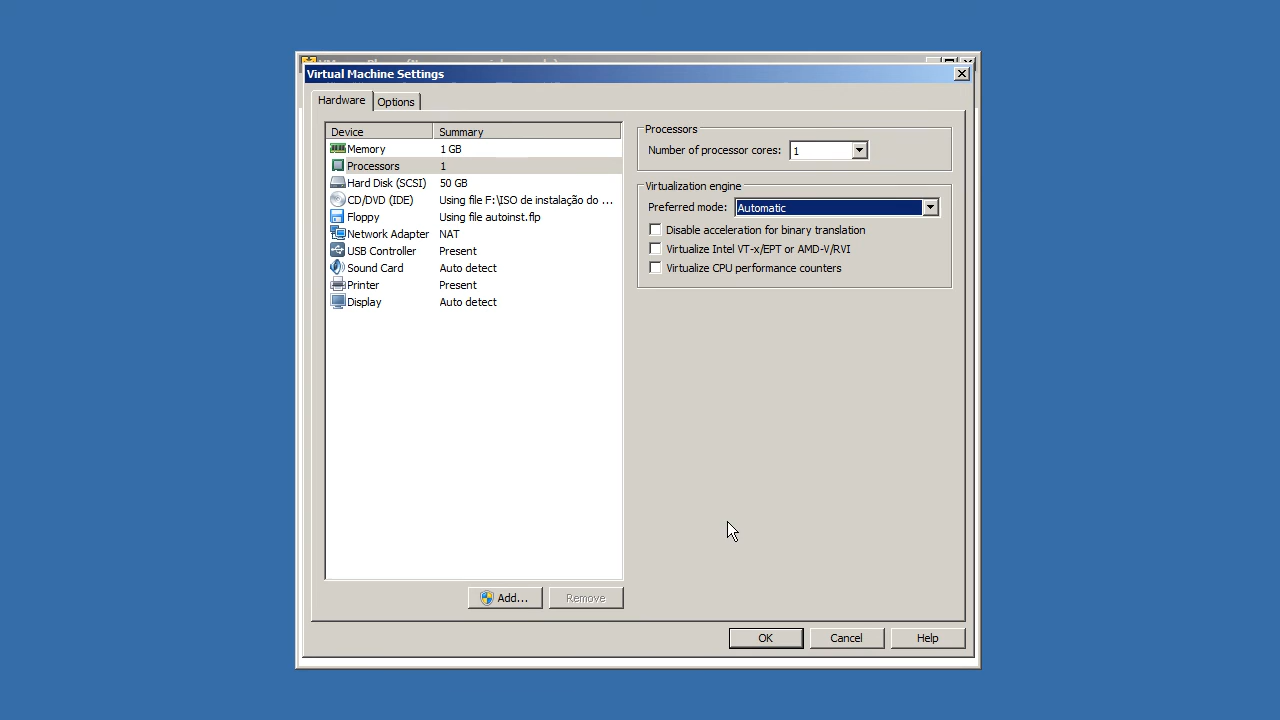 Virtual Machine Settings
Hardware
Options
Device Summary
Memory 1 GB
Processors 1
Hard Disk (SCSI) 50 GB
CD/DVD (IDE) Using file F:\ISO de instalação do ...
Floppy Using file autoinst.flp
Network Adapter NAT
USB Controller Present
Sound Card Auto detect
Printer Present
Display Auto detect
Add...
Remove
Processors
Number of processor cores: 1
Virtualization engine
Preferred mode: Automatic
Disable acceleration for binary translation
Virtualize Intel VT-x/EPT or AMD-V/RVI
Virtualize CPU performance counters
OK
Cancel
Help